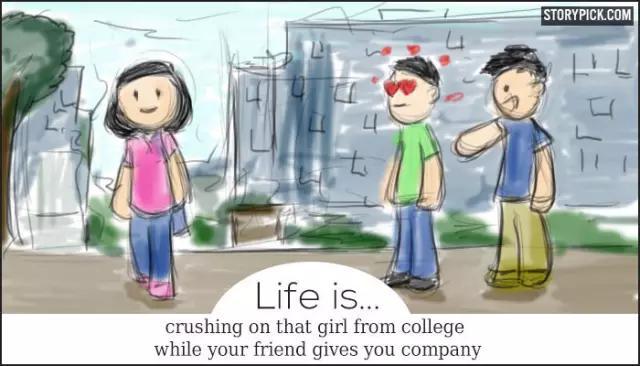 STORYPICK.COM
Life is...
crushing on that girl from college
while your friend gives you company